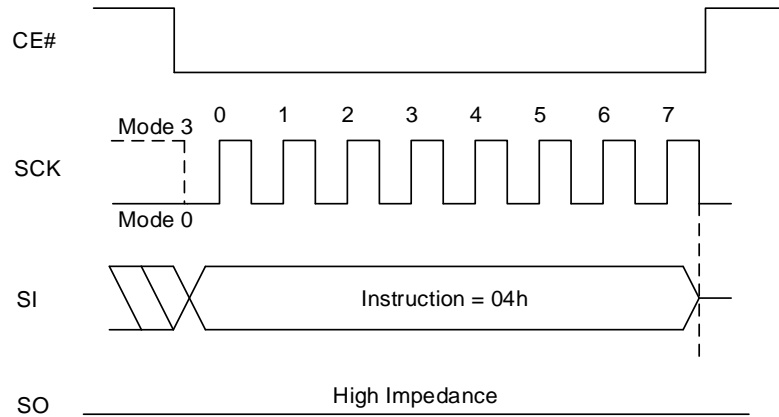 CE#
0 1 2 3 4 5 6 7
Mode 3
SCK
Mode 0
SI
Instruction = 04h
High Impedance
SO